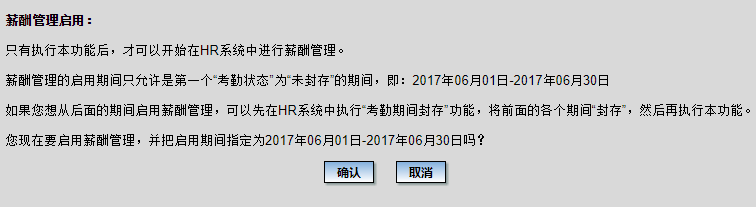 薪酬管理启用：
只有执行本功能后，才可以开始在HR系统中进行薪酬管理。
薪酬管理的启用期间只允许是第一个“考勤状态”为“未封存”的期间，即：2017年06月01日-2017年06月30日
如果您想从后面的期间启用薪酬管理，可以先在HR系统中执行“考勤期间封存”功能，将前面的各个期间“封存”，然后再执行本功能。
您现在要启用薪酬管理，并把启用期间指定为2017年06月01日-2017年06月30日吗？
确认 取消